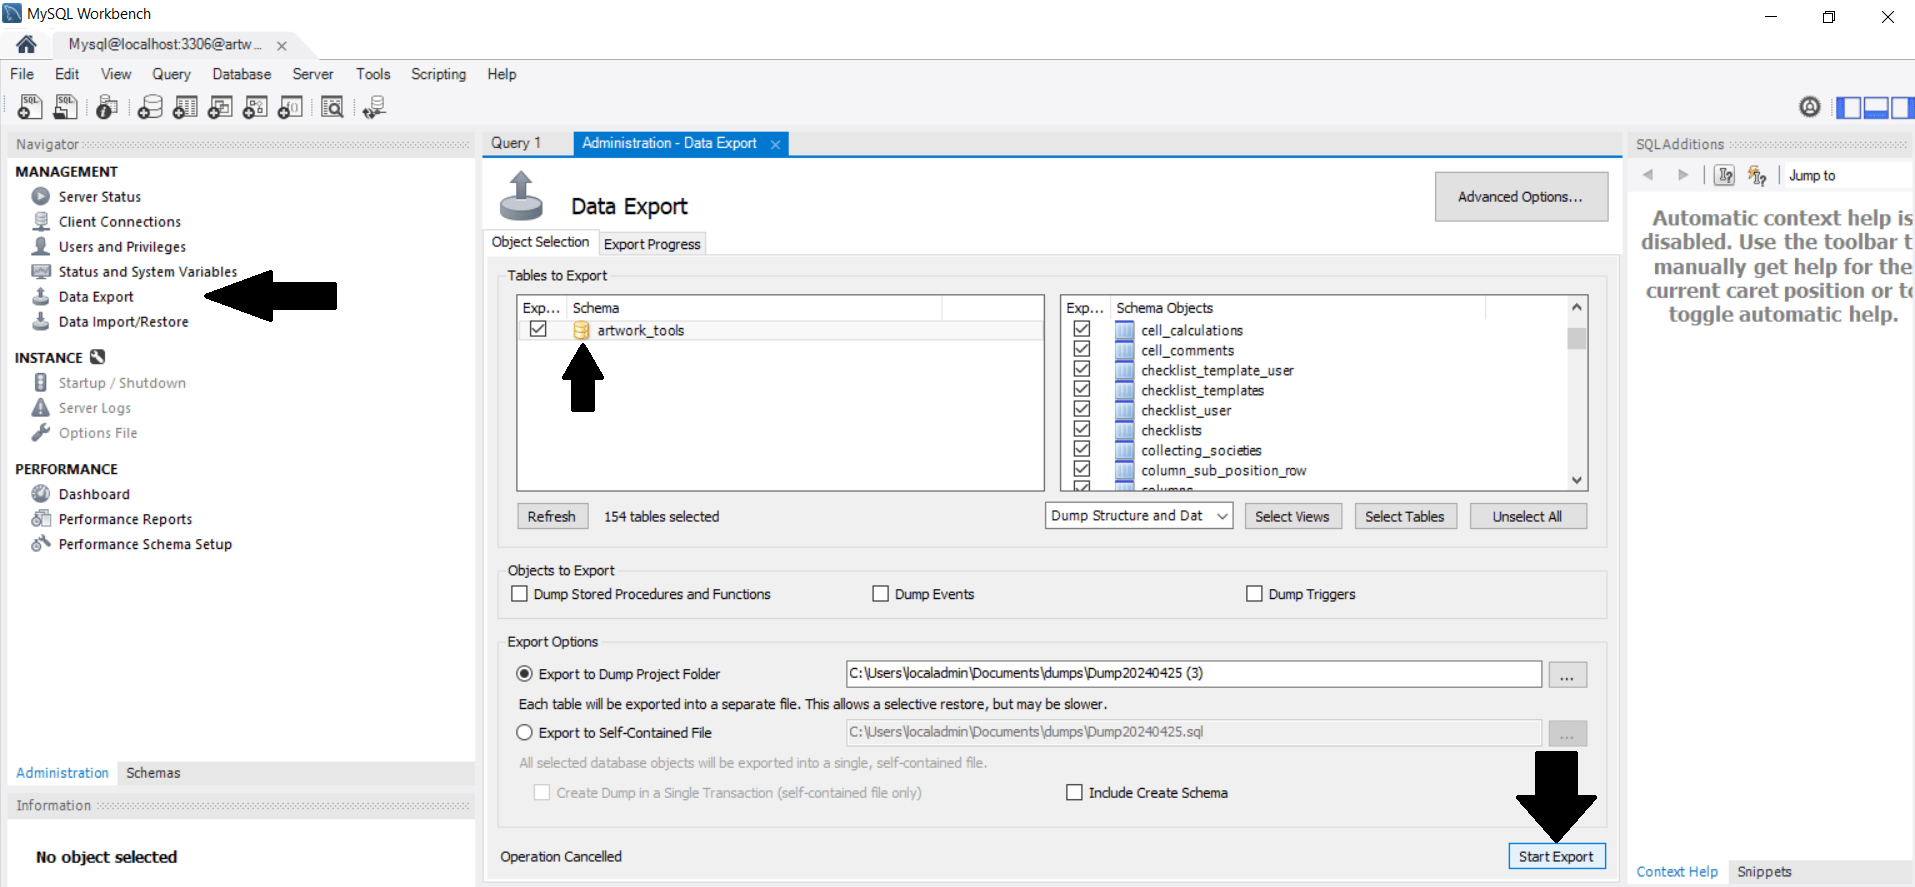 MySQL Workbench
Mysql@localhost:3306@artw...
File Edit View Query Database Server Tools Scripting Help
Navigator
MANAGEMENT
Server Status
Client Connections
Users and Privileges
Status and System Variables
Data Export
Data Import/Restore
INSTANCE
Startup / Shutdown
Server Logs
Options File
PERFORMANCE
Dashboard
Performance Reports
Performance Schema Setup
Administration Schemas
Information
No object selected
Query 1 Administration - Data Export
Data Export
Advanced Options...
Object Selection Export Progress
Tables to Export
Exp... Schema
artwork_tools
Exp... Schema Objects
cell_calculations
cell_comments
checklist_template_user
checklist_templates
checklist_user
checklists
collecting_societies
column_sub_position_row
columns
Refresh 154 tables selected Dump Structure and Dat Select Views Select Tables Unselect All
Objects to Export
Dump Stored Procedures and Functions Dump Events Dump Triggers
Export Options
Export to Dump Project Folder C:\Users\localadmin\Documents\dumps\Dump20240425 (3) ...
Each table will be exported into a separate file. This allows a selective restore, but may be slower.
Export to Self-Contained File C:\Users\localadmin\Documents\dumps\Dump20240425.sql ...
All selected database objects will be exported into a single, self-contained file.
Create Dump in a Single Transaction (self-contained file only) Include Create Schema
Operation Cancelled Start Export
SQLAdditions
Jump to
Automatic context help is
disabled. Use the toolbar t
manually get help for the
current caret position or to
toggle automatic help.
Context Help Snippets